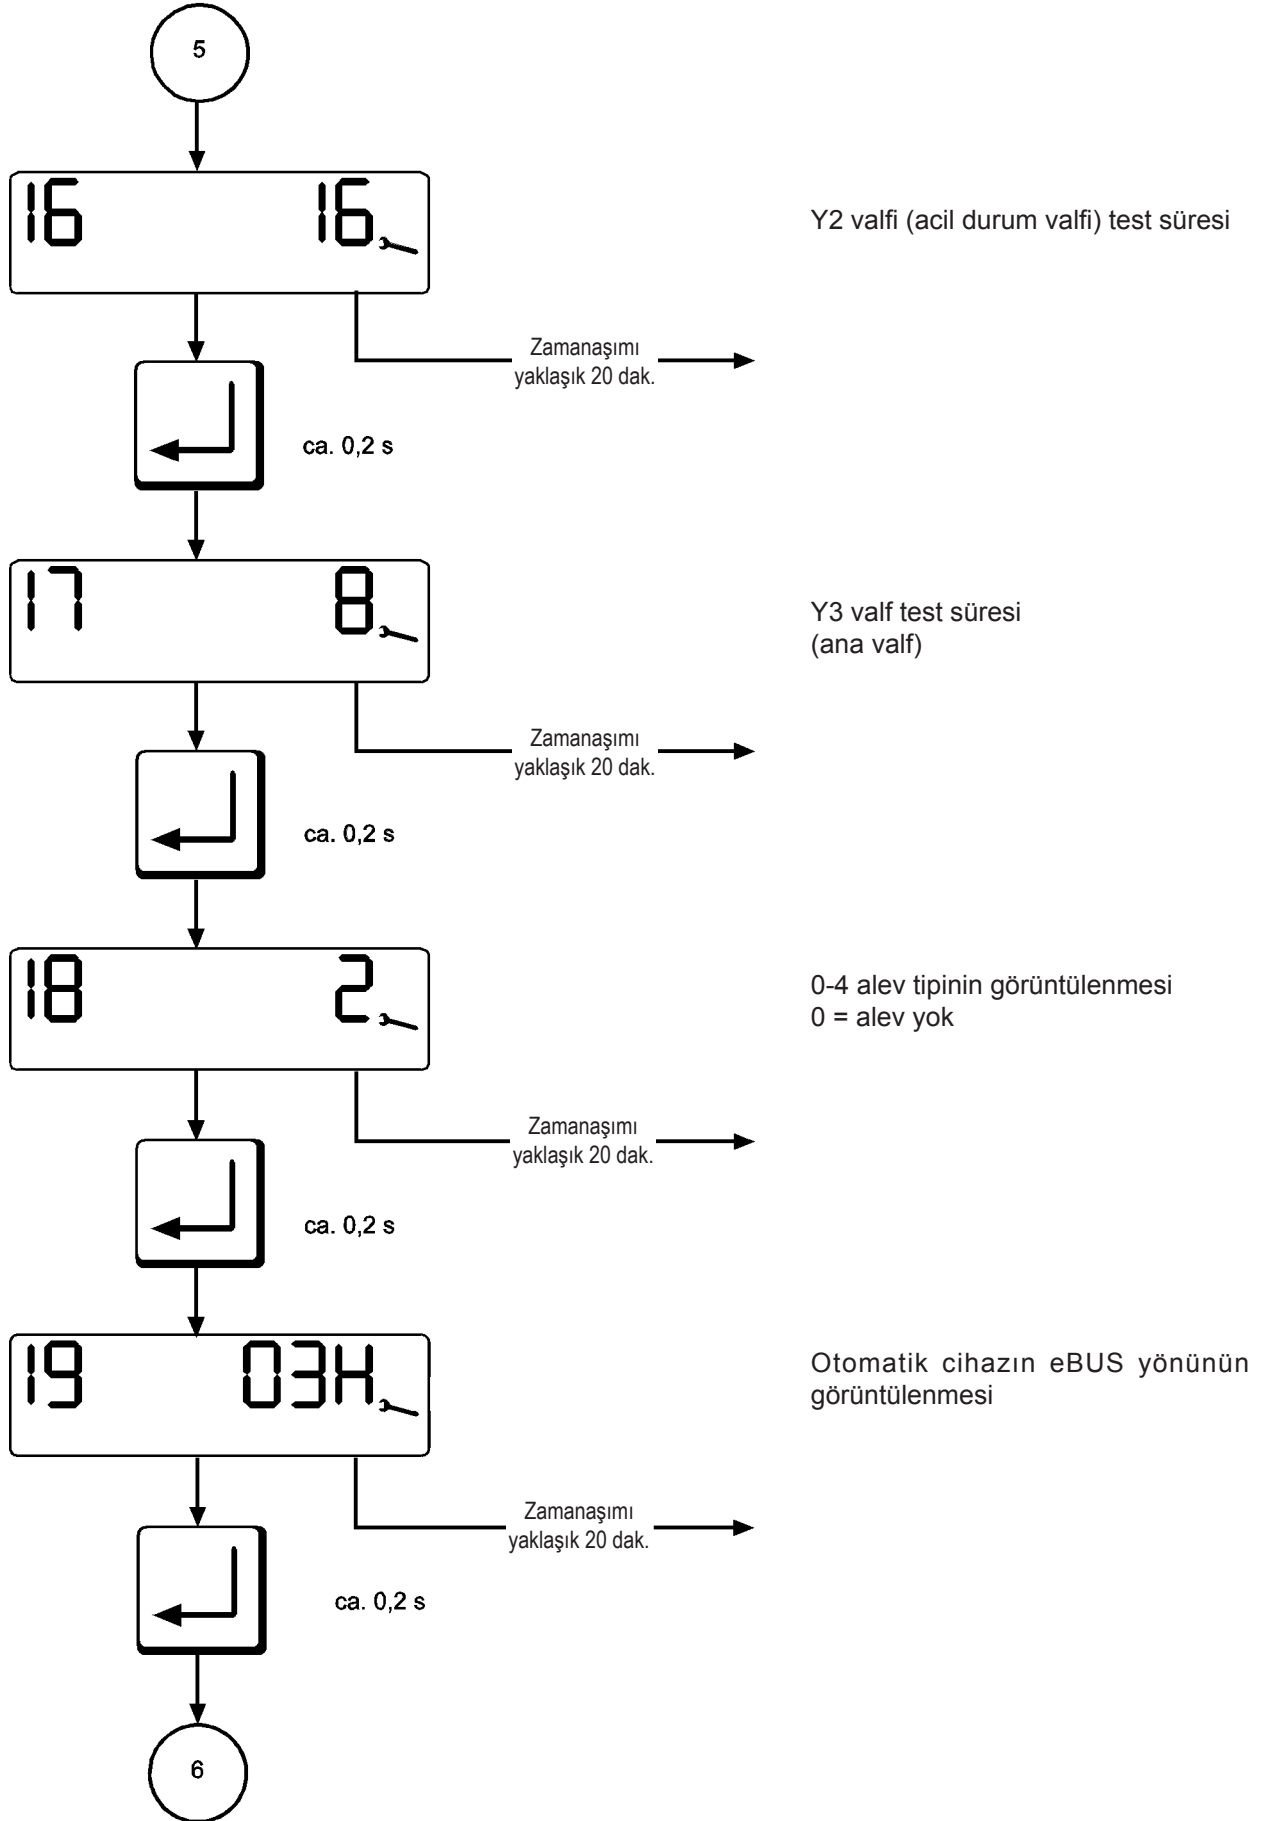 5
16 16.
Y2 valfi (acil durum valfi) test süresi
Zamanaşımı
yaklaşık 20 dak.
ca. 0,2 s
17 8.
Y3 valf test süresi
(ana valf)
Zamanaşımı
yaklaşık 20 dak.
ca. 0,2 s
18 2.
0-4 alev tipinin görüntülenmesi
0 = alev yok
Zamanaşımı
yaklaşık 20 dak.
ca. 0,2 s
19 03H.
Otomatik cihazın eBUS yönünün
görüntülenmesi
Zamanaşımı
yaklaşık 20 dak.
ca. 0,2 s
6